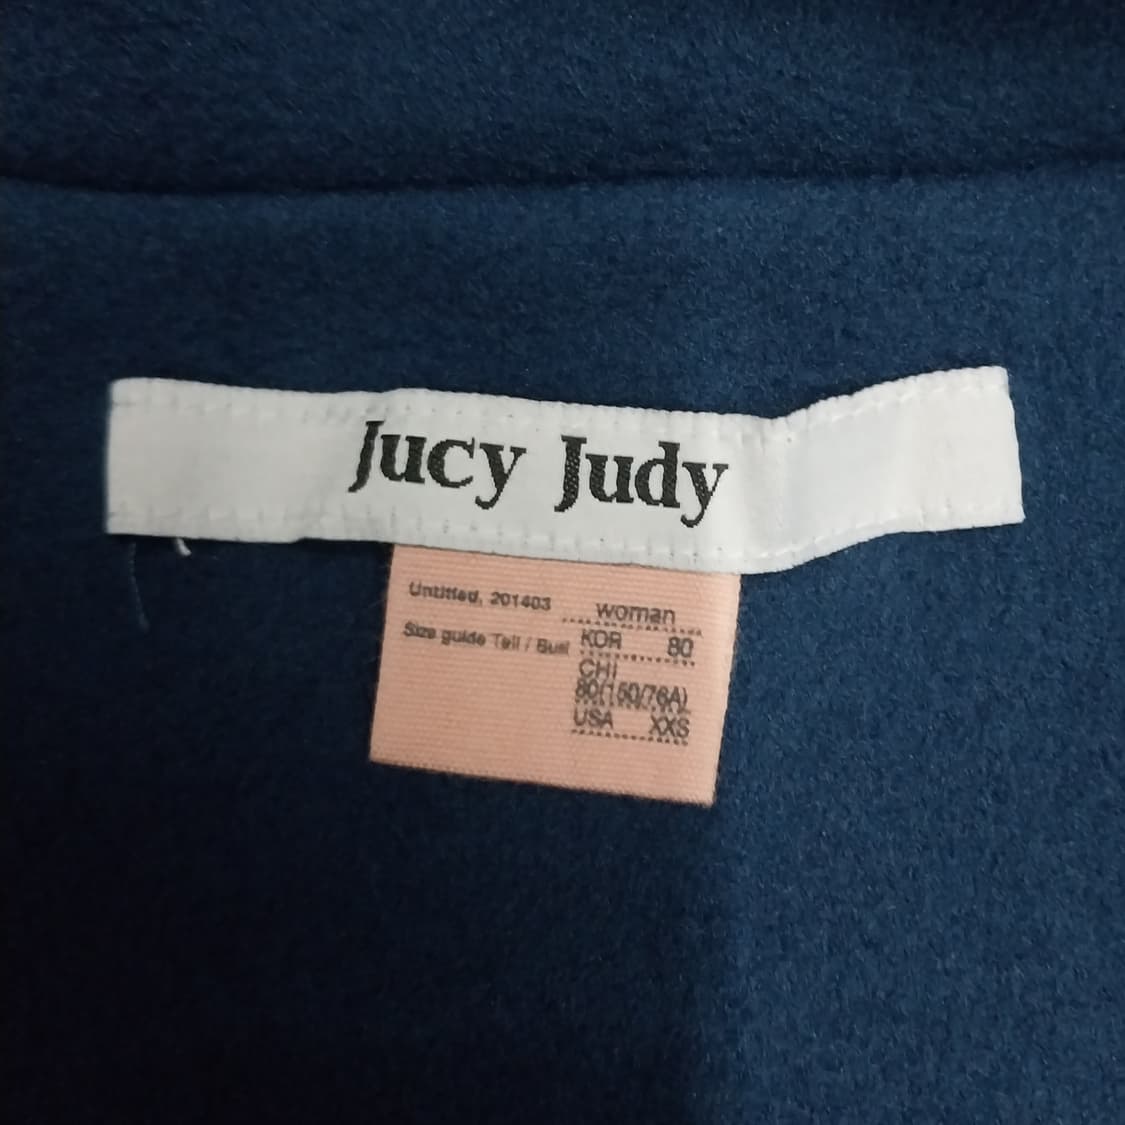 Jucy Judy
Untitled, 201403
Size guide Tall / Bust
woman
KOR 80
CHI
80(150/76A)
USA XXS